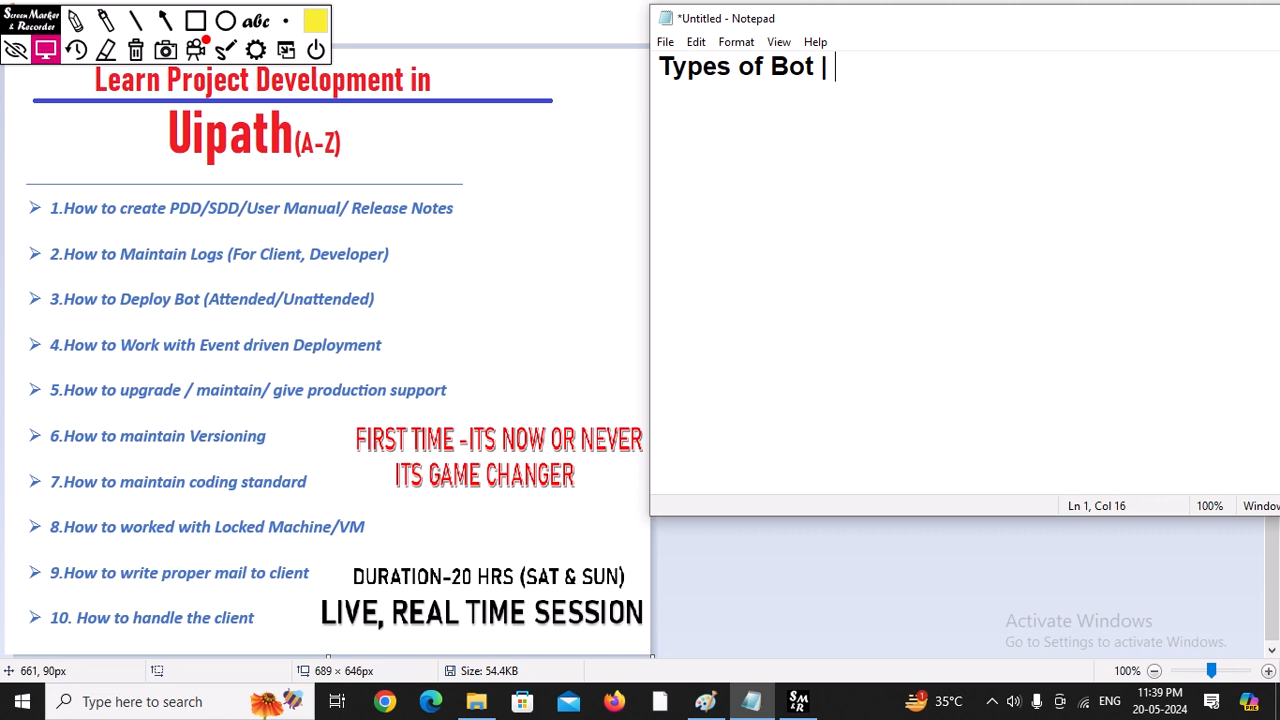 Screen Marker
& Recorder
abc
Learn Project Development in
Uipath(A-Z)
1.How to create PDD/SDD/User Manual/ Release Notes
2.How to Maintain Logs (For Client, Developer)
3.How to Deploy Bot (Attended/Unattended)
4.How to Work with Event driven Deployment
5.How to upgrade / maintain/ give production support
6.How to maintain Versioning
FIRST TIME -ITS NOW OR NEVER
ITS GAME CHANGER
7.How to maintain coding standard
8.How to worked with Locked Machine/VM
9.How to write proper mail to client
DURATION-20 HRS (SAT & SUN)
10. How to handle the client
LIVE, REAL TIME SESSION
*Untitled - Notepad
File Edit Format View Help
Types of Bot |
Ln 1, Col 16 100% Windo
Activate Windows
Go to Settings to activate Windows.
661, 90px 689 × 646px Size: 54.4KB 100%
Type here to search
SM
&R
1 35°C ENG
11:39 PM
20-05-2024
PRE